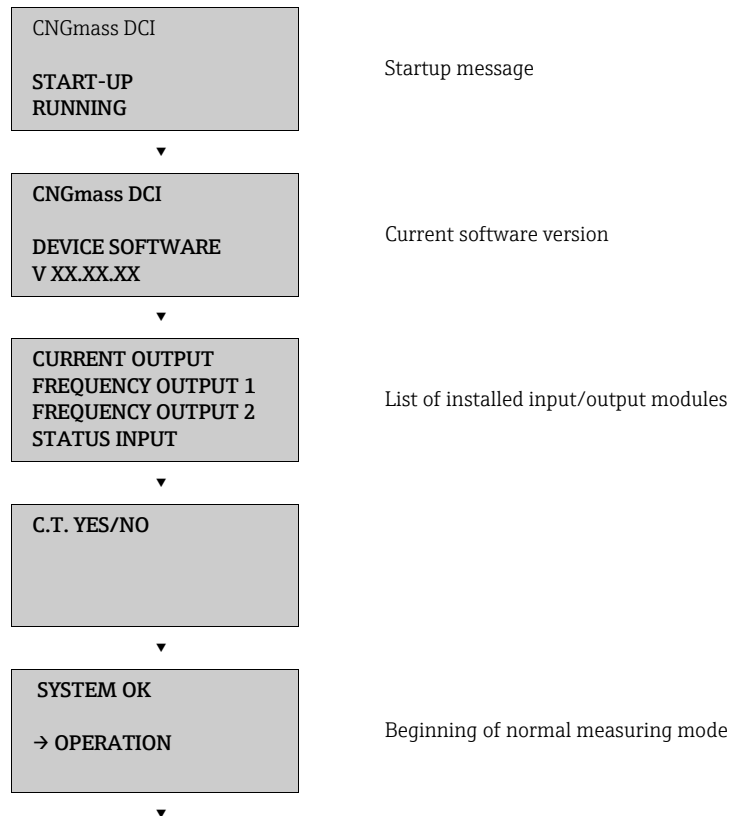 CNGmass DCI
START-UP
RUNNING
Startup message
▼
CNGmass DCI
DEVICE SOFTWARE
V XX.XX.XX
Current software version
▼
CURRENT OUTPUT
FREQUENCY OUTPUT 1
FREQUENCY OUTPUT 2
STATUS INPUT
List of installed input/output modules
▼
C.T. YES/NO
▼
SYSTEM OK
→ OPERATION
Beginning of normal measuring mode
▼